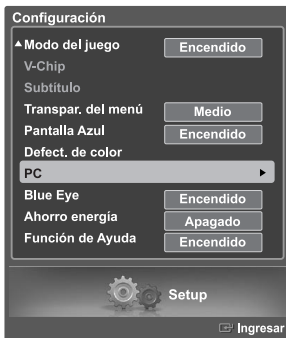 Configuración
Modo del juego Encendido
V-Chip
Subtítulo
Transpar. del menú Medio
Pantalla Azul Encendido
Defect. de color
PC
Blue Eye Encendido
Ahorro energía Apagado
Función de Ayuda Encendido
Setup
Ingresar